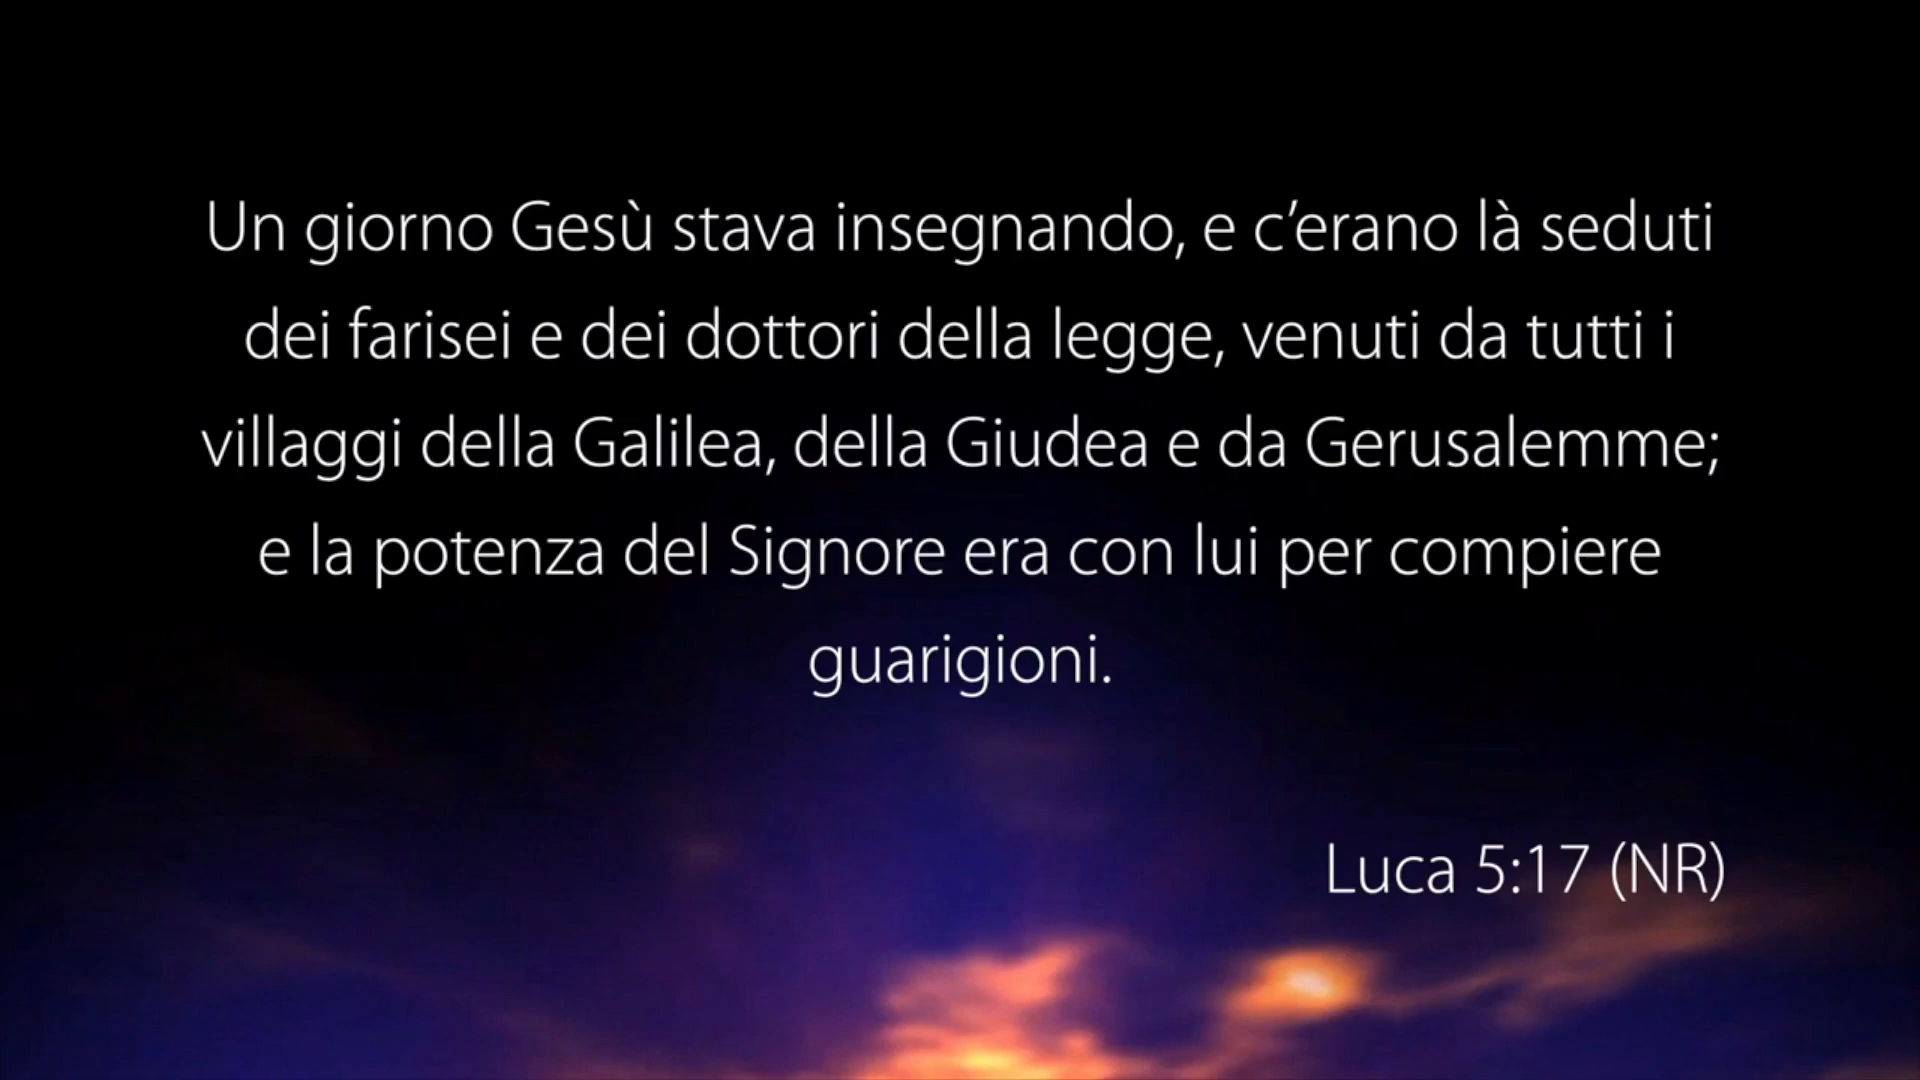 Un giorno Gesù stava insegnando, e c’erano là seduti
dei farisei e dei dottori della legge, venuti da tutti i
villaggi della Galilea, della Giudea e da Gerusalemme;
e la potenza del Signore era con lui per compiere
guarigioni.
Luca 5:17 (NR)